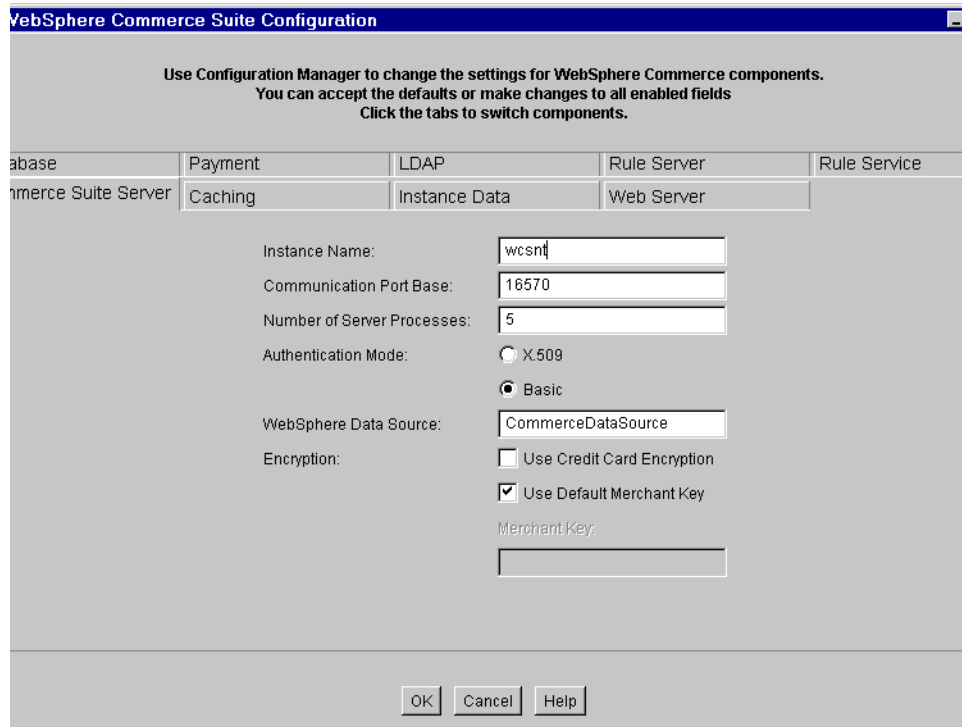 WebSphere Commerce Suite Configuration
Use Configuration Manager to change the settings for WebSphere Commerce components.
You can accept the defaults or make changes to all enabled fields
Click the tabs to switch components.
abase Payment LDAP Rule Server Rule Service
mmerce Suite Server Caching Instance Data Web Server
Instance Name: wcsnt
Communication Port Base: 16570
Number of Server Processes: 5
Authentication Mode: X.509
Basic
WebSphere Data Source: CommerceDataSource
Encryption: Use Credit Card Encryption
Use Default Merchant Key
Merchant Key:
OK Cancel Help